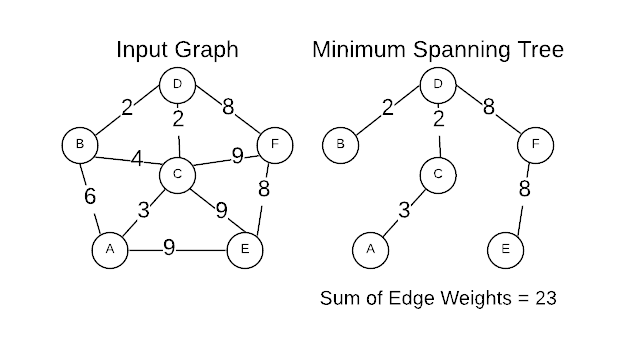 Input Graph
Minimum Spanning Tree
D
D
2
2
8
2
2
8
B
4
9
F
B
F
C
C
6
8
8
3
9
3
A
9
E
A
E
Sum of Edge Weights = 23